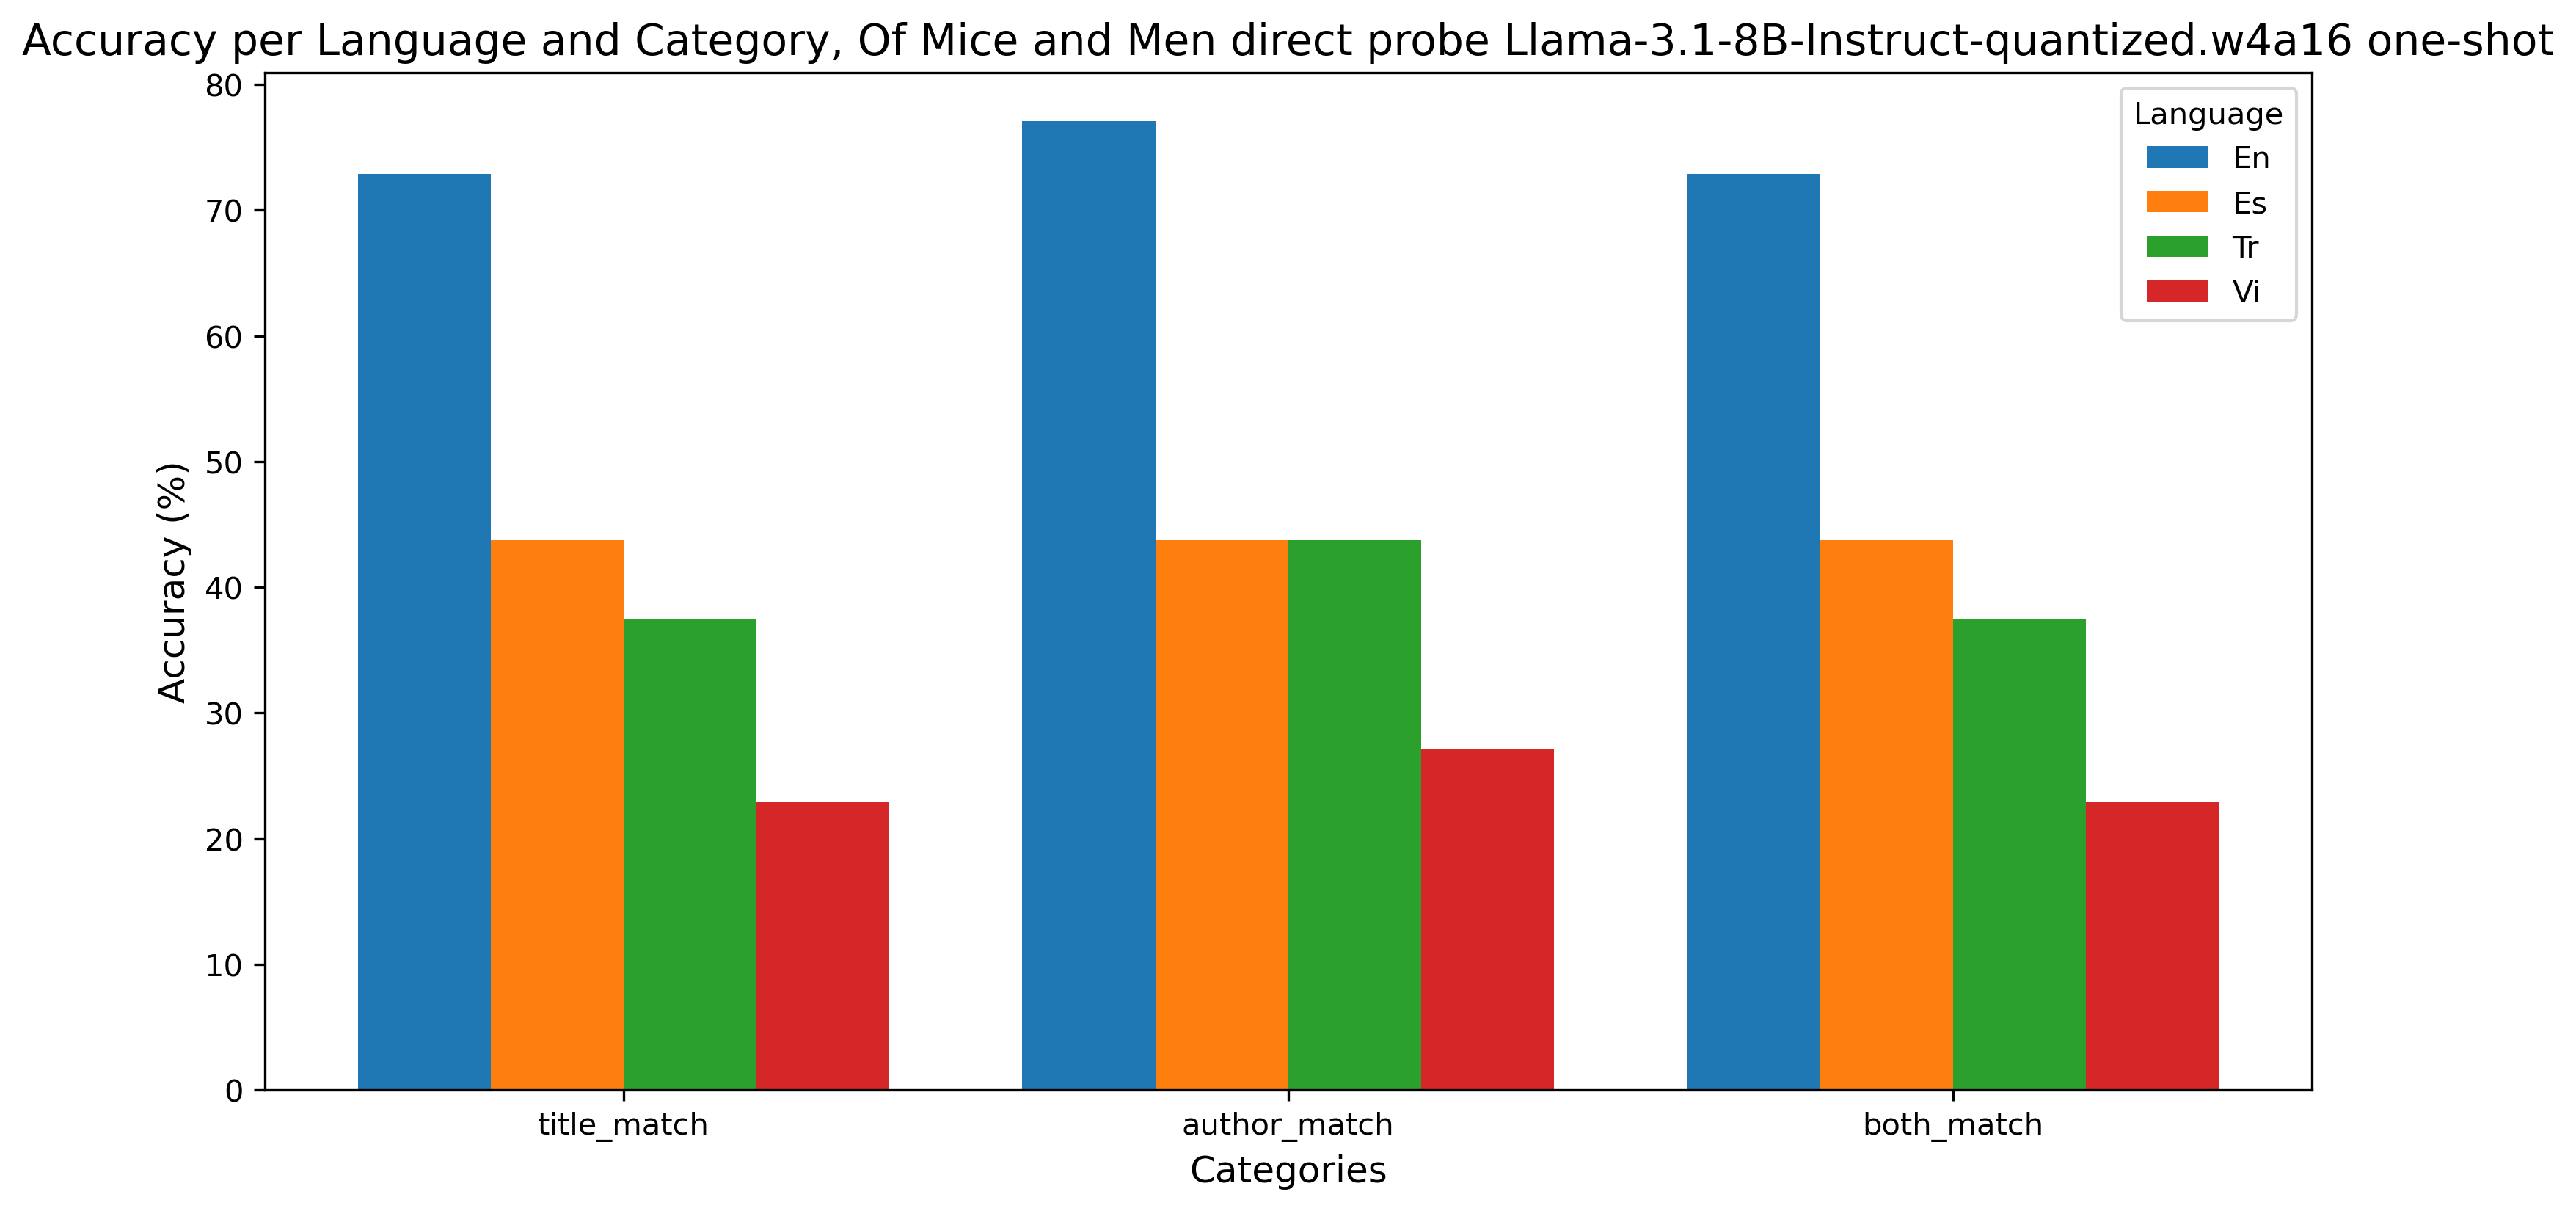 Accuracy per Language and Category, Of Mice and Men direct probe Llama-3.1-8B-Instruct-quantized.w4a16 one-shot
Accuracy (%)
80
70
60
50
40
30
20
10
0
Language
En
Es
Tr
Vi
title_match
author_match
both_match
Categories